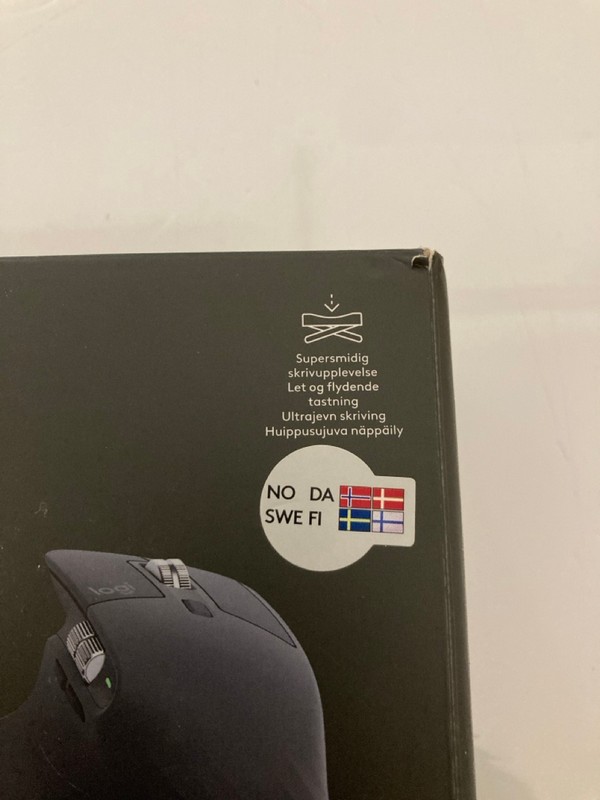 Supersmidig
skrivupplevelse
Let og flydende
tastning
Ultrajevn skriving
Huippusujuva näppäily
NO DA
SWE FI
logi